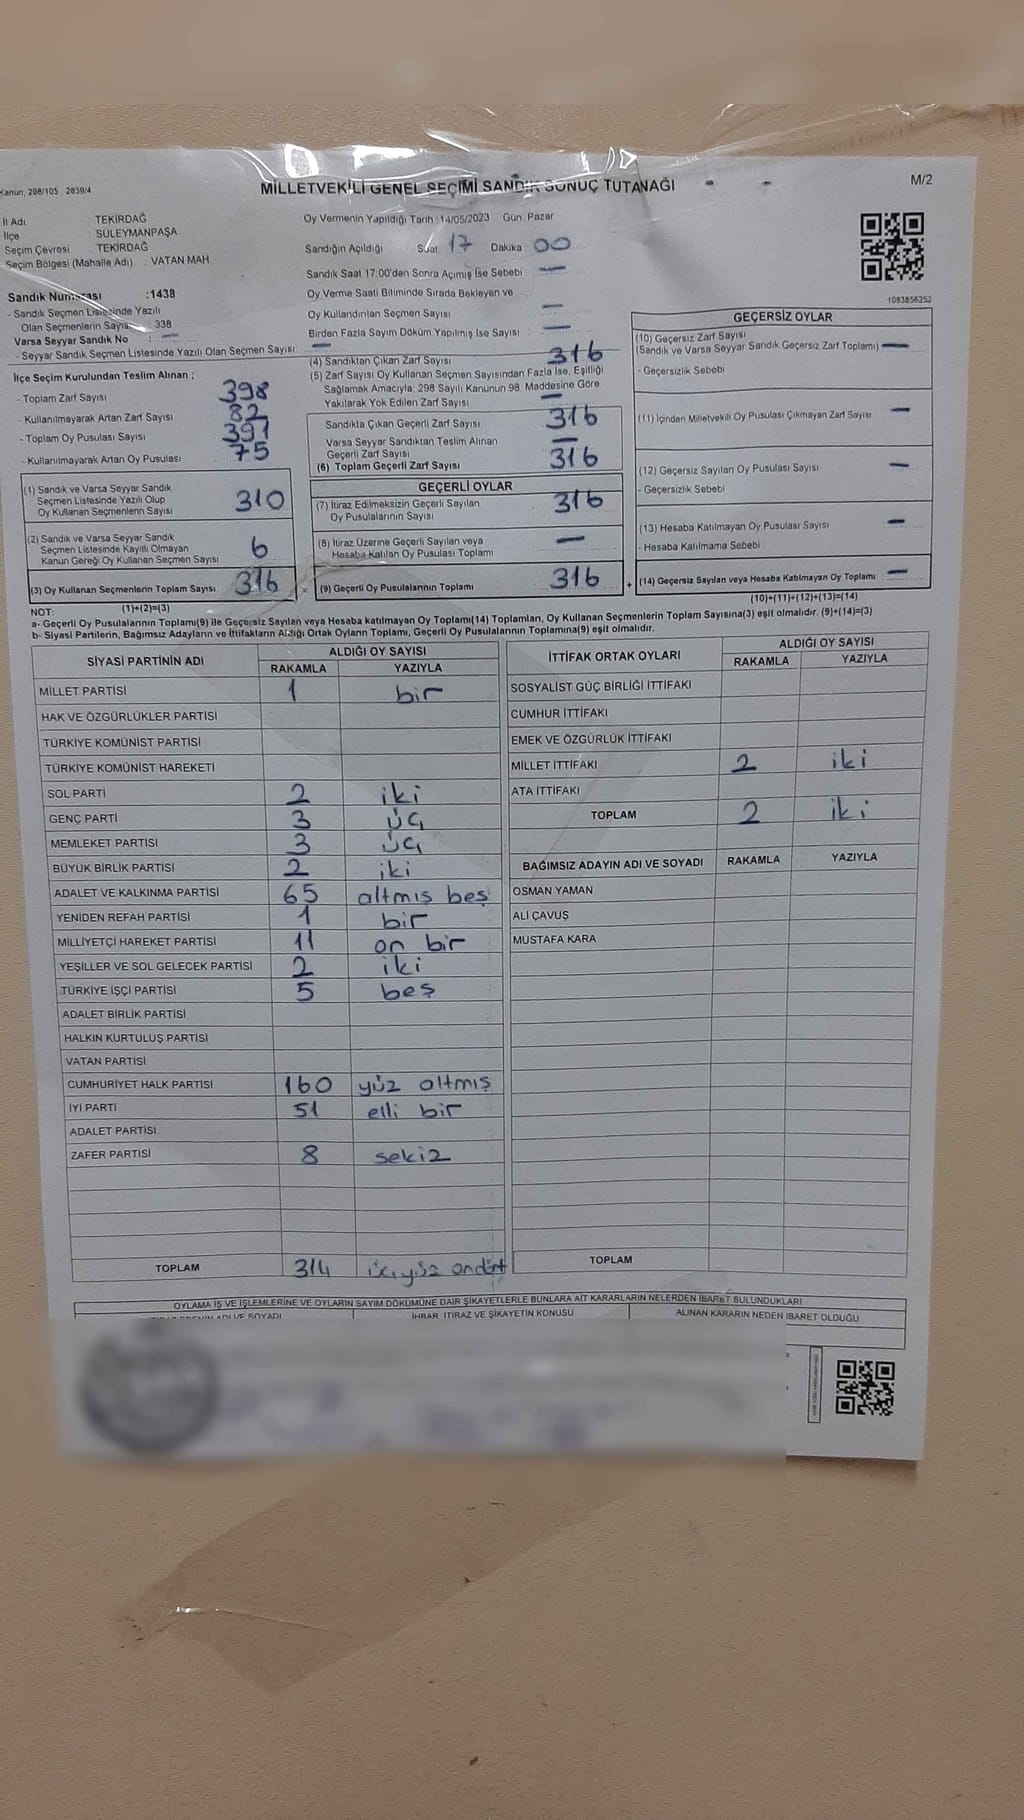 Kanun; 298/105 2839/4
MİLLETVEKİLİ GENEL SEÇİMİ SANDIK SONUÇ TUTANAĞI
M/2
İl Adı TEKİRDAĞ
İlçe SÜLEYMANPAŞA
Seçim Çevresi TEKİRDAĞ
Seçim Bölgesi (Mahalle Adı) : VATAN MAH.
Sandık Numarası :1438
- Sandık Seçmen Listesinde Yazılı
Olan Seçmenlerin Sayısı : 338
Varsa Seyyar Sandık No : —
- Seyyar Sandık Seçmen Listesinde Yazılı Olan Seçmen Sayısı: —
İlçe Seçim Kurulundan Teslim Alınan ;
- Toplam Zarf Sayısı 398
- Kullanılmayarak Artan Zarf Sayısı 82
- Toplam Oy Pusulası Sayısı 391
- Kullanılmayarak Artan Oy Pusulası 75
(1) Sandık ve Varsa Seyyar Sandık
Seçmen Listesinde Yazılı Olup
Oy Kullanan Seçmenlerin Sayısı 310
(2) Sandık ve Varsa Seyyar Sandık
Seçmen Listesinde Kayıtlı Olmayan
Kanun Gereği Oy Kullanan Seçmen Sayısı 6
(3) Oy Kullanan Seçmenlerin Toplam Sayısı 316
(1)+(2)=(3)
Oy Vermenin Yapıldığı Tarih :14/05/2023 Gün: Pazar
Sandığın Açıldığı Saat: 17 Dakika : 00
Sandık Saat 17:00'den Sonra Açımış İse Sebebi : —
Oy Verme Saati Bitiminde Sırada Bekleyen ve
Oy Kullandırılan Seçmen Sayısı —
Birden Fazla Sayım Döküm Yapılmış İse Sayısı —
(4) Sandıktan Çıkan Zarf Sayısı 316
(5) Zarf Sayısı Oy Kullanan Seçmen Sayısından Fazla İse, Eşitliği
Sağlamak Amacıyla, 298 Sayılı Kanunun 98. Maddesine Göre
Yakılarak Yok Edilen Zarf Sayısı —
Sandıkta Çıkan Geçerli Zarf Sayısı 316
Varsa Seyyar Sandıktan Teslim Alınan
Geçerli Zarf Sayısı —
(6) Toplam Geçerli Zarf Sayısı 316
GEÇERLİ OYLAR
(7) İtiraz Edilmeksizin Geçerli Sayılan
Oy Pusulalarının Sayısı 316
(8) İtiraz Üzerine Geçerli Sayılan veya
Hesaba Katılan Oy Pusulası Toplamı —
(9) Geçerli Oy Pusulalarının Toplamı 316
1083856252
GEÇERSİZ OYLAR
(10) Geçersiz Zarf Sayısı
(Sandık ve Varsa Seyyar Sandık Geçersiz Zarf Toplamı) —
- Geçersizlik Sebebi
(11) İçinden Milletvekili Oy Pusulası Çıkmayan Zarf Sayısı —
(12) Geçersiz Sayılan Oy Pusulası Sayısı —
- Geçersizlik Sebebi
(13) Hesaba Katılmayan Oy Pusulası Sayısı —
- Hesaba Katılmama Sebebi
+ (14) Geçersiz Sayılan veya Hesaba Katılmayan Oy Toplamı —
(10)+(11)+(12)+(13)=(14)
NOT:
a- Geçerli Oy Pusulalarının Toplamı(9) ile Geçersiz Sayılan veya Hesaba katılmayan Oy Toplamı(14) Toplamları, Oy Kullanan Seçmenlerin Toplam Sayısına(3) eşit olmalıdır. (9)+(14)=(3)
b- Siyasi Partilerin, Bağımsız Adayların ve İttifakların Aldığı Ortak Oyların Toplamı, Geçerli Oy Pusulalarının Toplamına(9) eşit olmalıdır.
SİYASİ PARTİNİN ADI ALDIĞI OY SAYISI
RAKAMLA YAZIYLA
MİLLET PARTİSİ 1 bir
HAK VE ÖZGÜRLÜKLER PARTİSİ
TÜRKİYE KOMÜNİST PARTİSİ
TÜRKİYE KOMÜNİST HAREKETİ
SOL PARTİ 2 iki
GENÇ PARTİ 3 üç
MEMLEKET PARTİSİ 3 üç
BÜYÜK BİRLİK PARTİSİ 2 iki
ADALET VE KALKINMA PARTİSİ 65 altmış beş
YENİDEN REFAH PARTİSİ 1 bir
MİLLİYETÇİ HAREKET PARTİSİ 11 on bir
YEŞİLLER VE SOL GELECEK PARTİSİ 2 iki
TÜRKİYE İŞÇİ PARTİSİ 5 beş
ADALET BİRLİK PARTİSİ
HALKIN KURTULUŞ PARTİSİ
VATAN PARTİSİ
CUMHURİYET HALK PARTİSİ 160 yüz altmış
İYİ PARTİ 51 elli bir
ADALET PARTİSİ
ZAFER PARTİSİ 8 sekiz
TOPLAM 314 üçyüz ondört
İTTİFAK ORTAK OYLARI ALDIĞI OY SAYISI
RAKAMLA YAZIYLA
SOSYALİST GÜÇ BİRLİĞİ İTTİFAKI
CUMHUR İTTİFAKI
EMEK VE ÖZGÜRLÜK İTTİFAKI
MİLLET İTTİFAKI 2 iki
ATA İTTİFAKI
TOPLAM 2 iki
BAĞIMSIZ ADAYIN ADI VE SOYADI RAKAMLA YAZIYLA
OSMAN YAMAN
ALİ ÇAVUŞ
MUSTAFA KARA
TOPLAM
OYLAMA İŞ VE İŞLEMLERİNE VE OYLARIN SAYIM DÖKÜMÜNE DAİR ŞİKAYETLERLE BUNLARA AİT KARARLARIN NELERDEN İBARET BULUNDUKLARI
ADI VE SOYADI İHBAR, İTİRAZ VE ŞİKAYETİN KONUSU ALINAN KARARIN NEDEN İBARET OLDUĞU